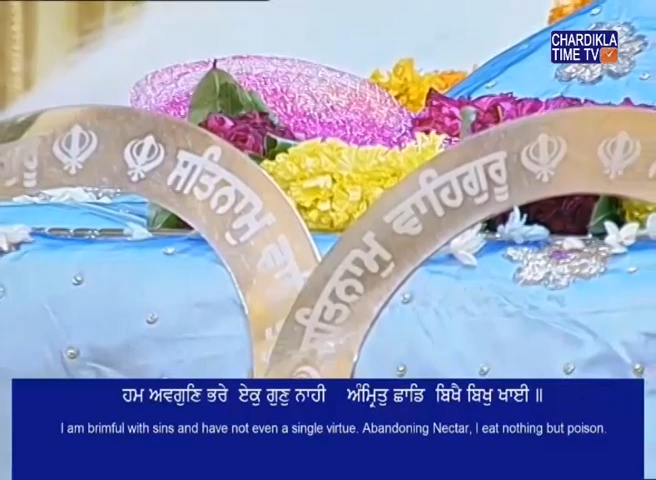 CHARDIKLA
TIME TV
ਸਤਿਨਾਮੁ
ਸਤਿਨਾਮੁ ਵਾਹਿਗੁਰੂ
ਹਮ ਅਵਗੁਣਿ ਭਰੇ ਏਕੁ ਗੁਣੁ ਨਾਹੀ ਅੰਮ੍ਰਿਤੁ ਛਾਡਿ ਬਿਖੈ ਬਿਖੁ ਖਾਈ ॥
I am brimful with sins and have not even a single virtue. Abandoning Nectar, I eat nothing but poison.